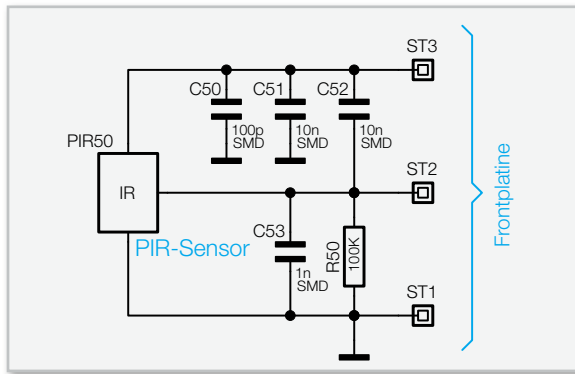 ST3
C50
C51
C52
100p
SMD
10n
SMD
10n
SMD
PIR50
IR
ST2
PIR-Sensor
C53
1n
SMD
R50
100K
ST1
Frontplatine